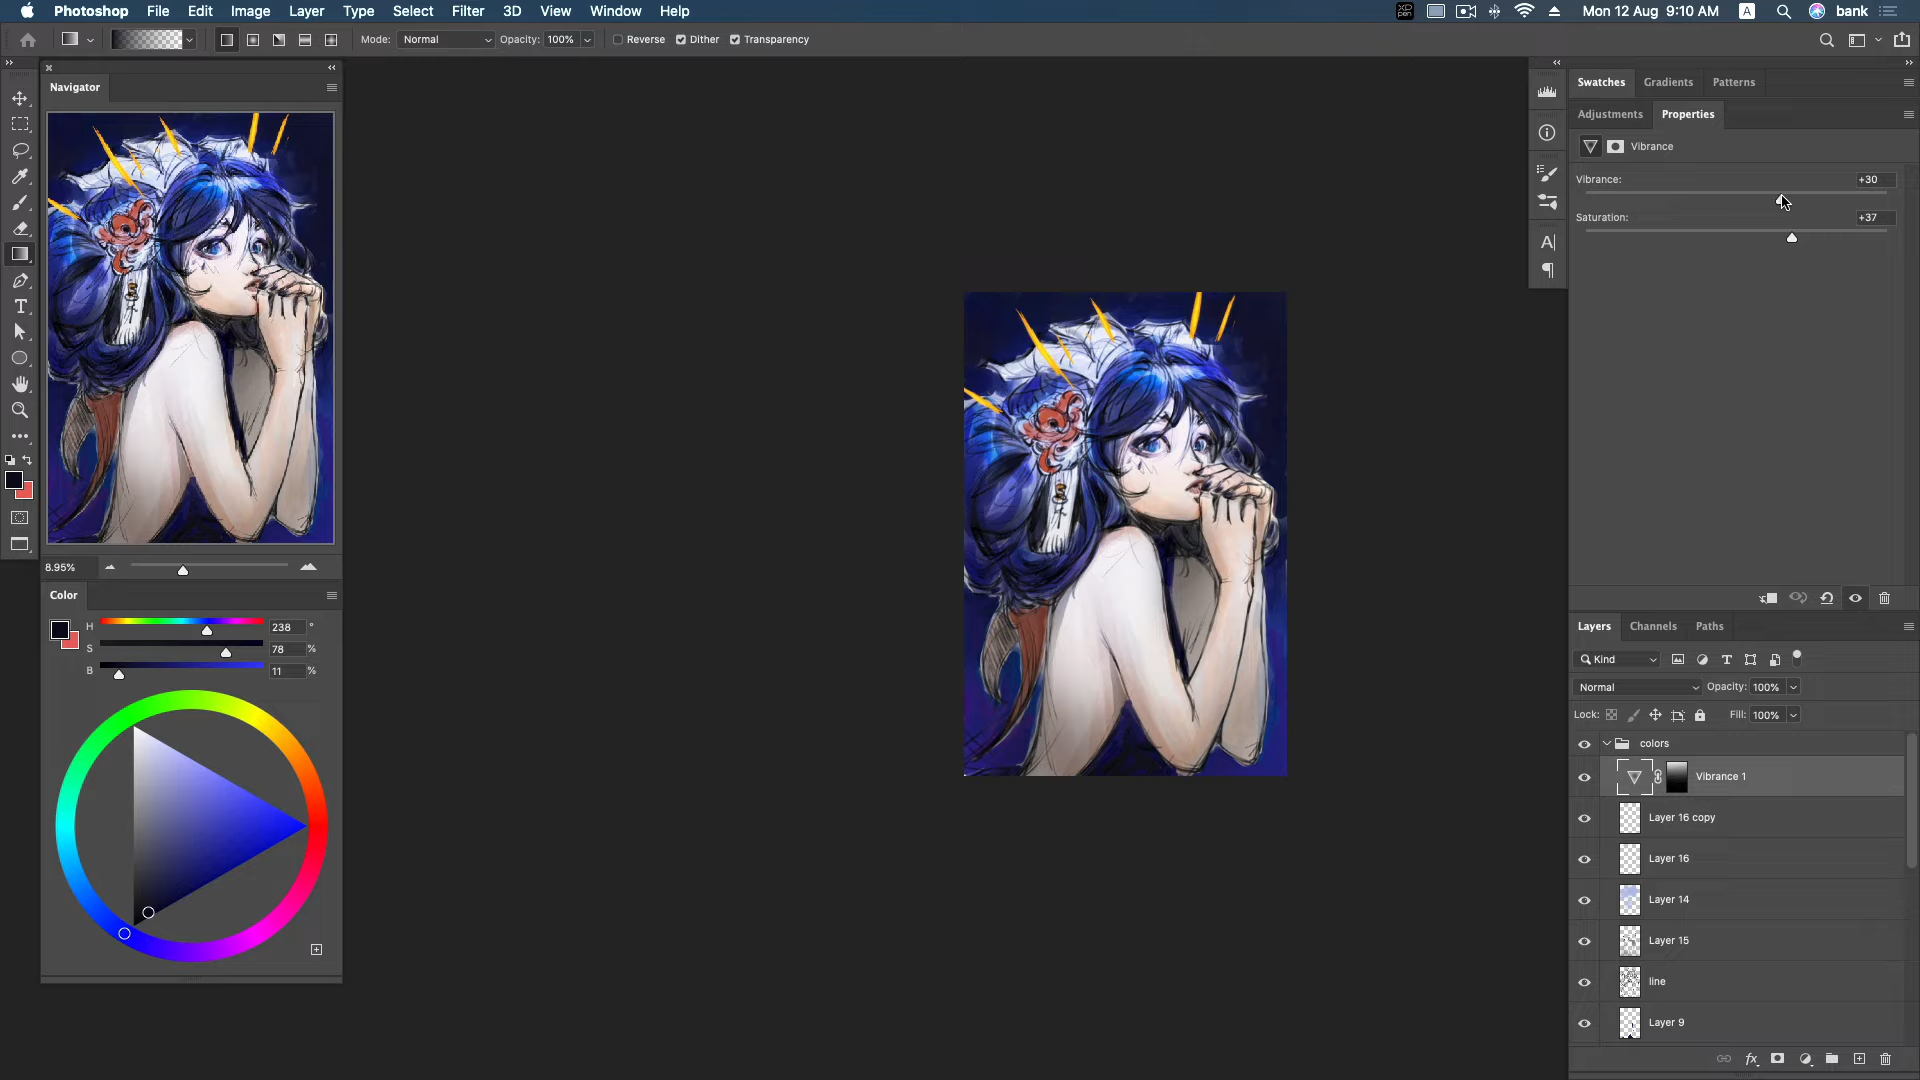 Photoshop File Edit Image Layer Type Select Filter 3D View Window Help
Mon 12 Aug 9:10 AM A bank
Mode: Normal Opacity: 100% Reverse Dither Transparency
Navigator
8.95%
Color
H 238 °
S 78 %
B 11 %
Swatches Gradients Patterns
Adjustments Properties
Vibrance
Vibrance: +30
Saturation: +37
Layers Channels Paths
Kind
Normal Opacity: 100%
Lock: Fill: 100%
colors
Vibrance 1
Layer 16 copy
Layer 16
Layer 14
Layer 15
line
Layer 9